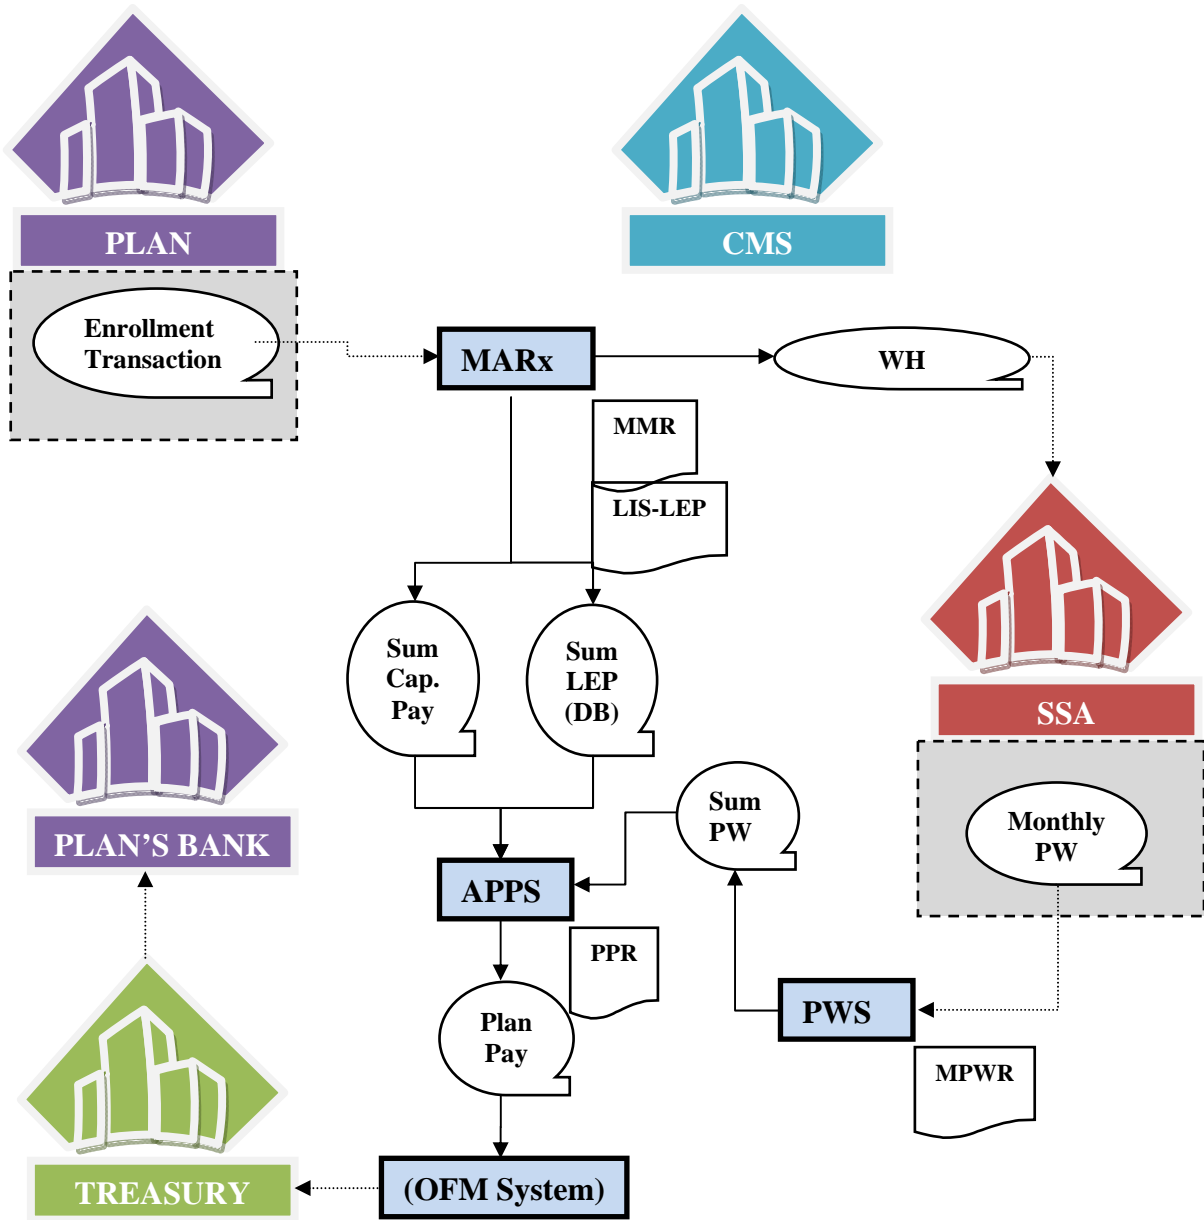 PLAN
CMS
Enrollment
Transaction
MARx
WH
MMR
LIS-LEP
Sum
Cap.
Pay
Sum
LEP
(DB)
SSA
PLAN’S BANK
Sum
PW
Monthly
PW
APPS
PPR
PWS
Plan
Pay
MPWR
TREASURY
(OFM System)